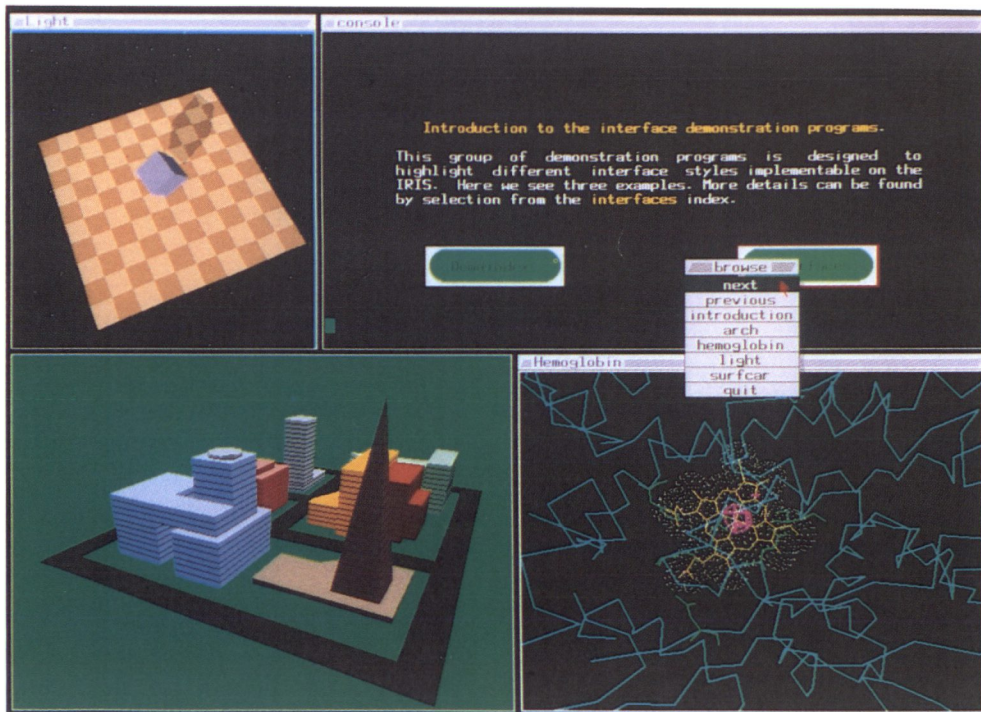 Light
console
Introduction to the interface demonstration programs.
This group of demonstration programs is designed to
highlight different interface styles implementable on the
IRIS. Here we see three examples. More details can be found
by selection from the interfaces index.
browse
next
previous
introduction
arch
hemoglobin
light
surfcar
quit
Hemoglobin